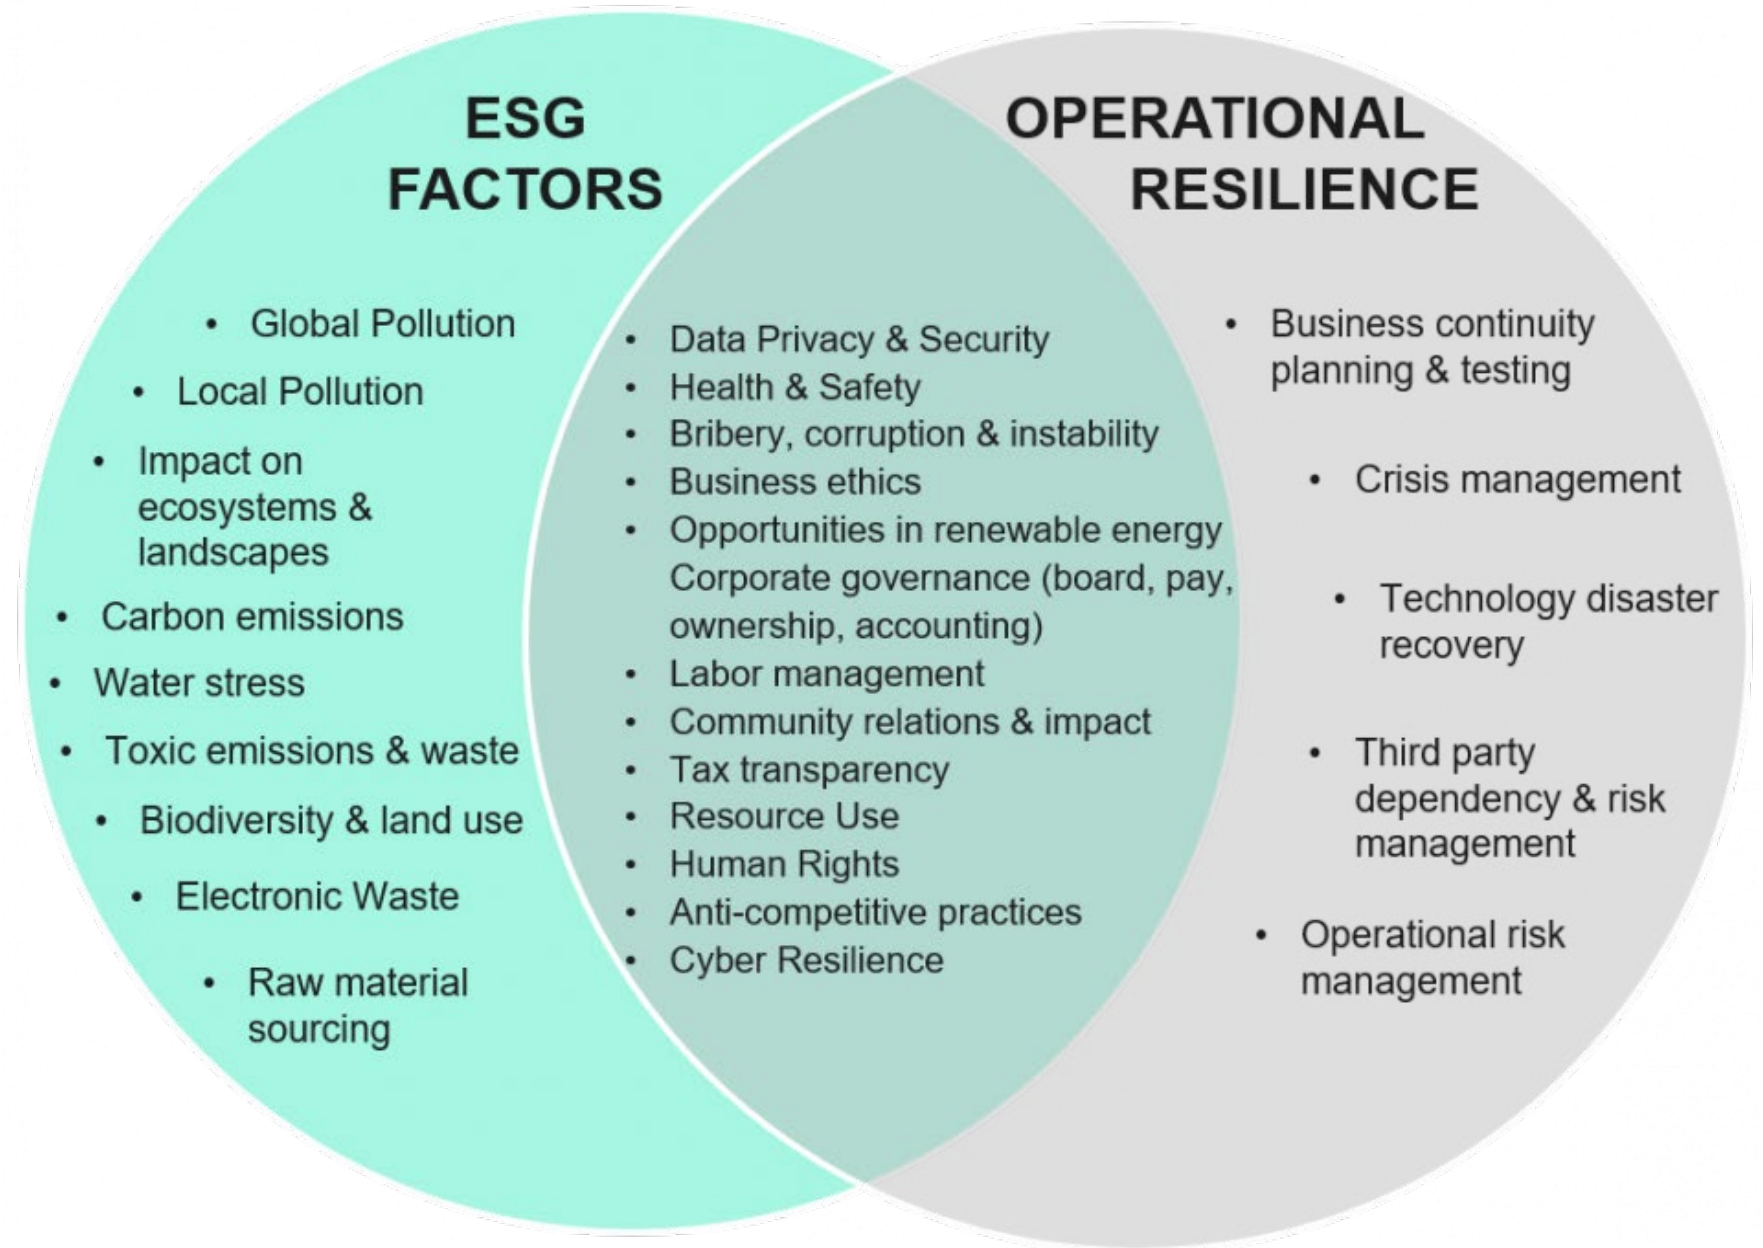 ESG
FACTORS
• Global Pollution
• Local Pollution
• Impact on
ecosystems &
landscapes
• Carbon emissions
• Water stress
• Toxic emissions & waste
• Biodiversity & land use
• Electronic Waste
• Raw material
sourcing
• Data Privacy & Security
• Health & Safety
• Bribery, corruption & instability
• Business ethics
• Opportunities in renewable energy
Corporate governance (board, pay,
ownership, accounting)
• Labor management
• Community relations & impact
• Tax transparency
• Resource Use
• Human Rights
• Anti-competitive practices
• Cyber Resilience
OPERATIONAL
RESILIENCE
• Business continuity
planning & testing
• Crisis management
• Technology disaster
recovery
• Third party
dependency & risk
management
• Operational risk
management